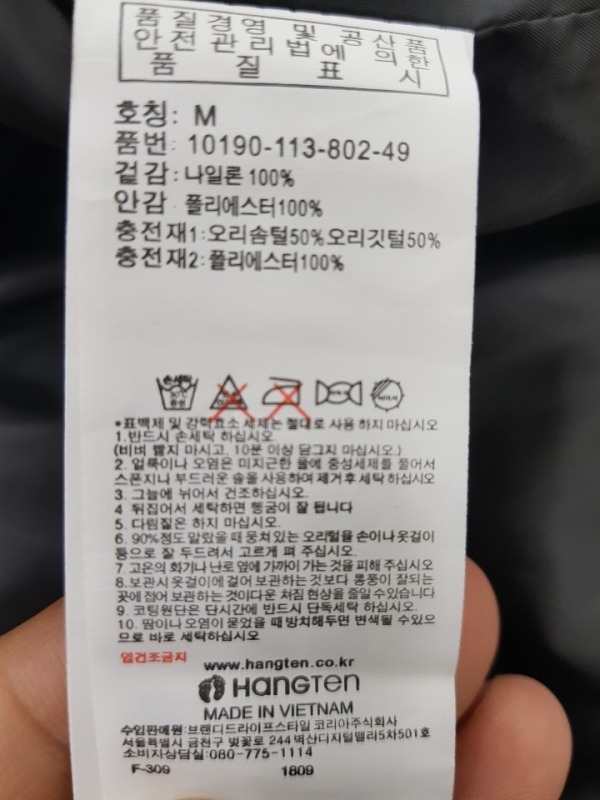 품질경영 및 공산품
안전관리법에 의한
품 질 표 시
호칭: M
품번: 10190-113-802-49
겉감: 나일론 100%
안감 폴리에스터100%
충전재1:오리솜털50%오리깃털50%
충전재2:폴리에스터100%
손세탁
30℃
중성
*표백제 및 강력효소 세제는 절대로 사용 하지 마십시오
1.반드시 손세탁 하십시오.
(비벼 빨지 마시고, 10분 이상 담그지 마십시오.)
2. 얼룩이나 오염은 미지근한 물에 중성세제를 풀어서
스폰지나 부드러운 솔을 사용하여 제거후 세탁 하십시오
3. 그늘에 뉘어서 건조하십시오.
4 뒤집어서 세탁하면 헹굼이 잘 됩니다
5. 다림질은 하지 마십시오.
6. 90%정도 말랐을 때 뭉쳐있는 오리털을 손이나 옷걸이
등으로 잘 두드려서 고르게 펴 주십시오.
7. 고온의 화기나 난로 옆에 가까이 가는 것을 피해 주십시오
8.보관시 옷걸이에 걸어 보관하는 것보다 통풍이 잘되는
곳에 접어 보관하는 것이 다운 처짐 현상을 줄일 수있습니다
9. 코팅원단은 단시간에 반드시 단독세탁 하십시오.
10. 땀이나 오염이 묻었을 때 방치해두면 변색될 수있으
므로 바로 세탁하십시오
열건조금지
www.hangten.co.kr
HANGTEN
MADE IN VIETNAM
수입판매원:브랜디드라이프스타일 코리아주식회사
서울특별시 금천구 벚꽃로 244 벽산디지털밸리5차501호
소비자상담실:080-775-1114
F-309 1809